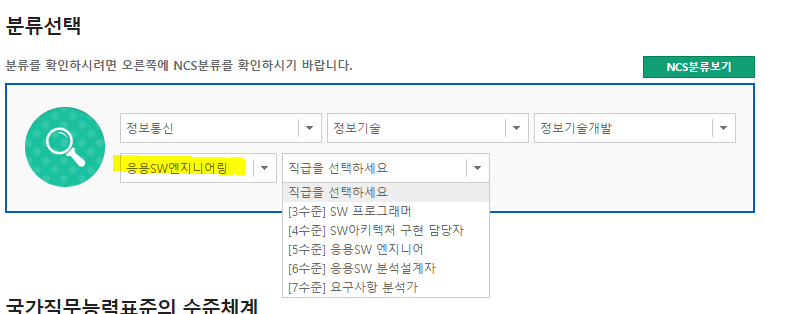 분류선택
분류를 확인하시려면 오른쪽에 NCS분류를 확인하시기 바랍니다.
NCS분류보기
정보통신
정보기술
정보기술개발
응용SW엔지니어링
직급을 선택하세요
직급을 선택하세요
[3수준] SW 프로그래머
[4수준] SW아키텍처 구현 담당자
[5수준] 응용SW 엔지니어
[6수준] 응용SW 분석설계자
[7수준] 요구사항 분석가
국가직무능력표준의 수준체계